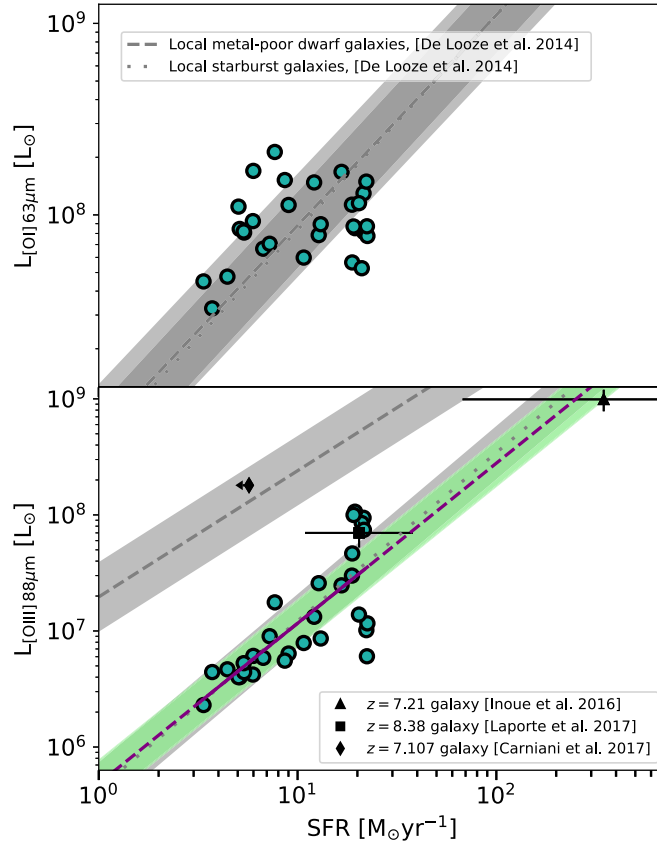 10⁹
Local metal-poor dwarf galaxies, [De Looze et al. 2014]
Local starburst galaxies, [De Looze et al. 2014]
L[OI] 63μm [L⊙]
10⁸
10⁹
10⁸
L[OIII] 88μm [L⊙]
10⁷
z = 7.21 galaxy [Inoue et al. 2016]
z = 8.38 galaxy [Laporte et al. 2017]
z = 7.107 galaxy [Carniani et al. 2017]
10⁶
10⁰ 10¹ 10²
SFR [M⊙yr⁻¹]